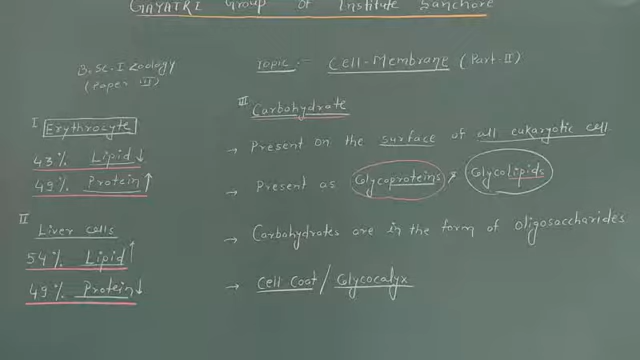 GAYATRI Group of Institute Sanchore
B.Sc-I Zoology
(Paper III)
Topic :- Cell-Membrane (Part-II)
I Erythrocyte
43% Lipid ↓
49% Protein ↑
II Liver cells
54% Lipid ↑
49% Protein ↓
III Carbohydrate
→ Present on the surface of all eukaryotic cell
→ Present as Glycoproteins & Glycolipids
→ Carbohydrates are in the form of oligosaccharides
→ Cell Coat / Glycocalyx